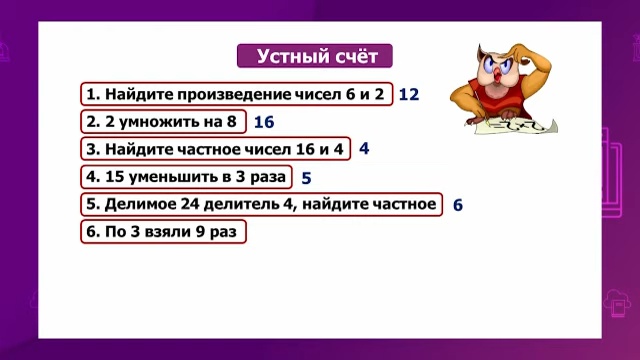 Устный счёт
1. Найдите произведение чисел 6 и 2 12
2. 2 умножить на 8 16
3. Найдите частное чисел 16 и 4 4
4. 15 уменьшить в 3 раза 5
5. Делимое 24 делитель 4, найдите частное 6
6. По 3 взяли 9 раз